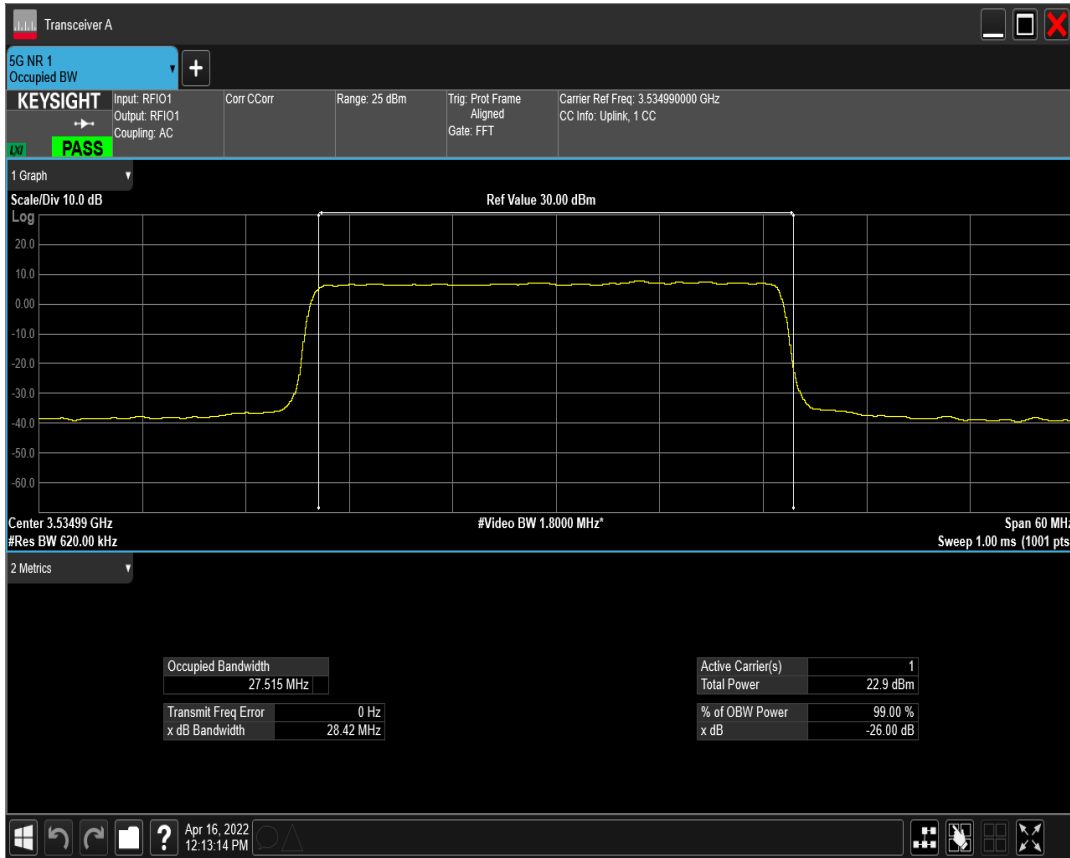 Transceiver A
5G NR 1
Occupied BW
KEYSIGHT
LXI
PASS
Input: RFIO1
Output: RFIO1
Coupling: AC
Corr CCorr
Range: 25 dBm
Trig: Prot Frame
Aligned
Gate: FFT
Carrier Ref Freq: 3.534990000 GHz
CC Info: Uplink, 1 CC
1 Graph
Scale/Div 10.0 dB
Ref Value 30.00 dBm
Log
20.0
10.0
0.00
-10.0
-20.0
-30.0
-40.0
-50.0
-60.0
Center 3.53499 GHz
#Video BW 1.8000 MHz*
Span 60 MHz
#Res BW 620.00 kHz
Sweep 1.00 ms (1001 pts
2 Metrics
Occupied Bandwidth
27.515 MHz
Transmit Freq Error 0 Hz
x dB Bandwidth 28.42 MHz
Active Carrier(s) 1
Total Power 22.9 dBm
% of OBW Power 99.00 %
x dB -26.00 dB
?
Apr 16, 2022
12:13:14 PM